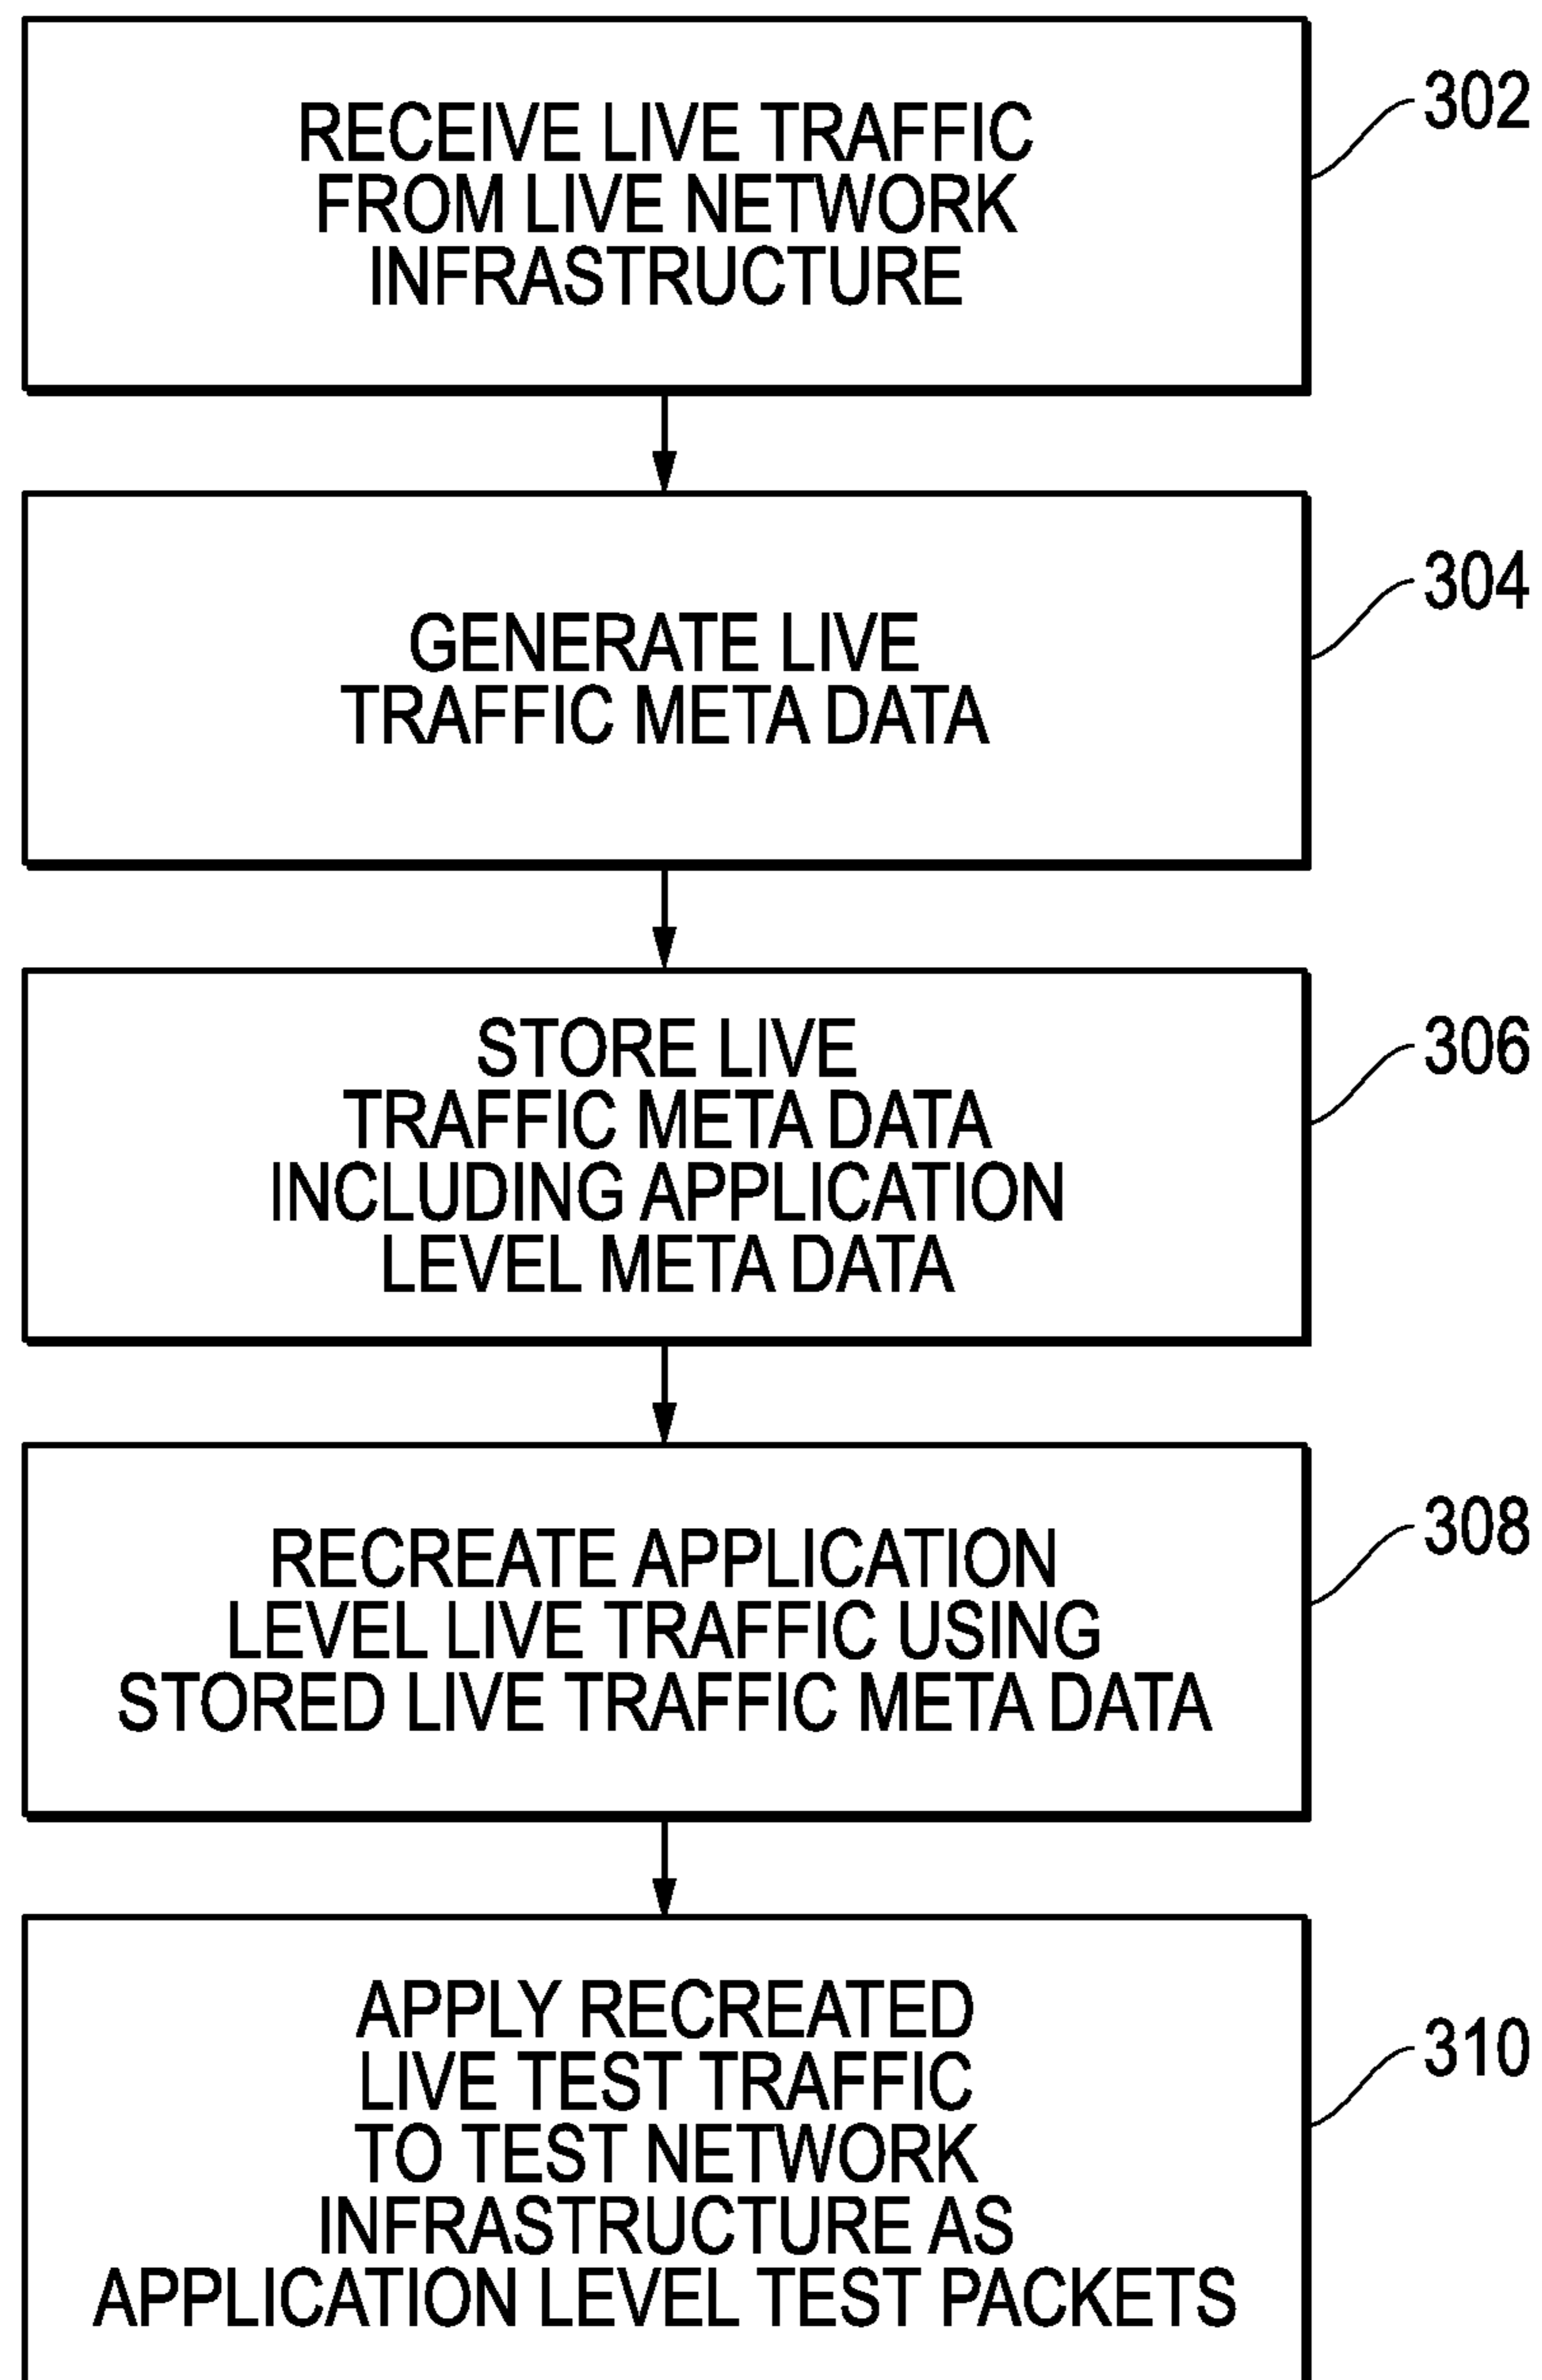 RECEIVE LIVE TRAFFIC
FROM LIVE NETWORK
INFRASTRUCTURE
302
GENERATE LIVE
TRAFFIC META DATA
304
STORE LIVE
TRAFFIC META DATA
INCLUDING APPLICATION
LEVEL META DATA
306
RECREATE APPLICATION
LEVEL LIVE TRAFFIC USING
STORED LIVE TRAFFIC META DATA
308
APPLY RECREATED
LIVE TEST TRAFFIC
TO TEST NETWORK
INFRASTRUCTURE AS
APPLICATION LEVEL TEST PACKETS
310